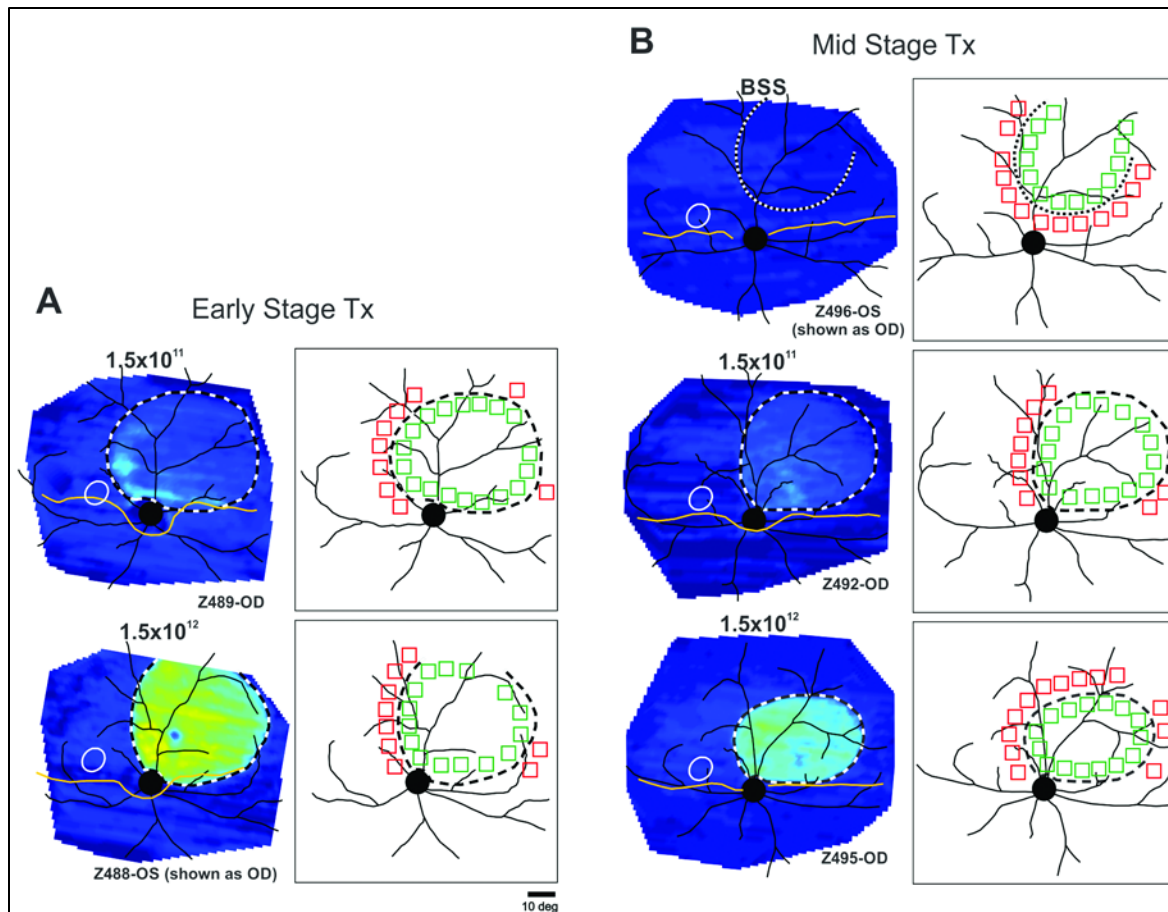 A
Early Stage Tx
1.5x10¹¹
Z489-OD
1.5x10¹²
Z488-OS (shown as OD)
10 deg
B
Mid Stage Tx
BSS
Z496-OS
(shown as OD)
1.5x10¹¹
Z492-OD
1.5x10¹²
Z495-OD